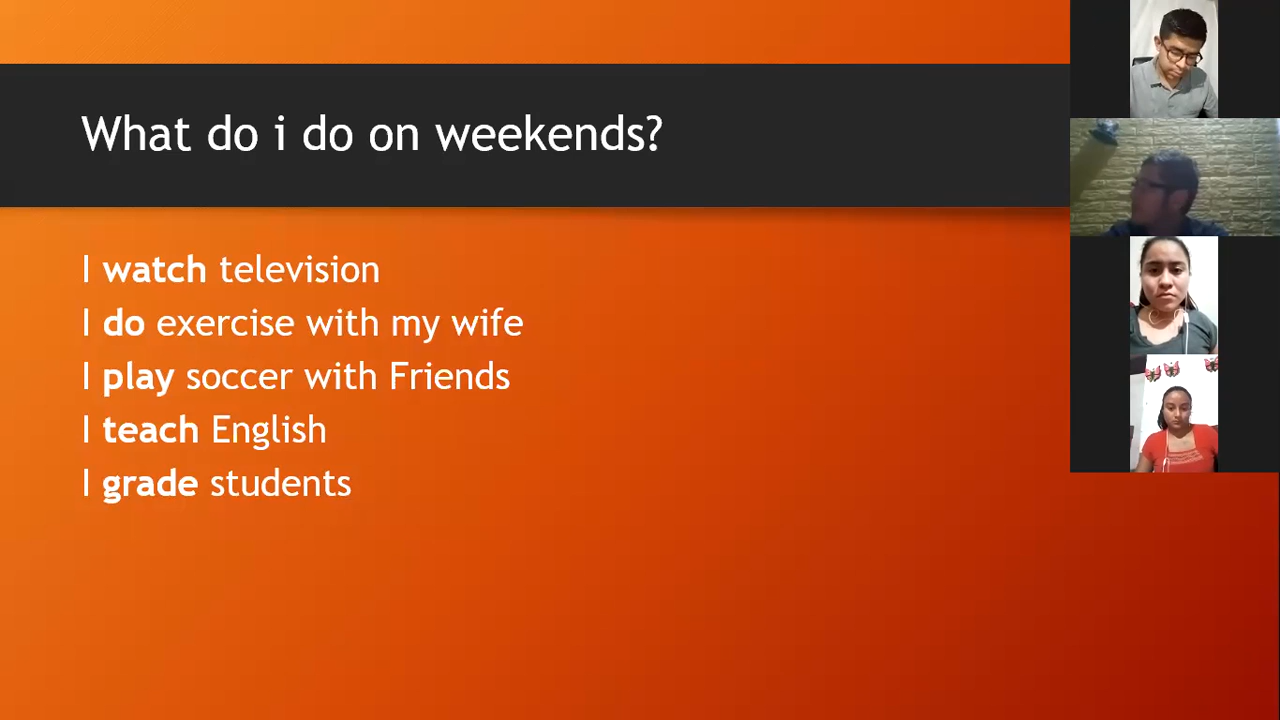 What do i do on weekends?
I watch television
I do exercise with my wife
I play soccer with Friends
I teach English
I grade students